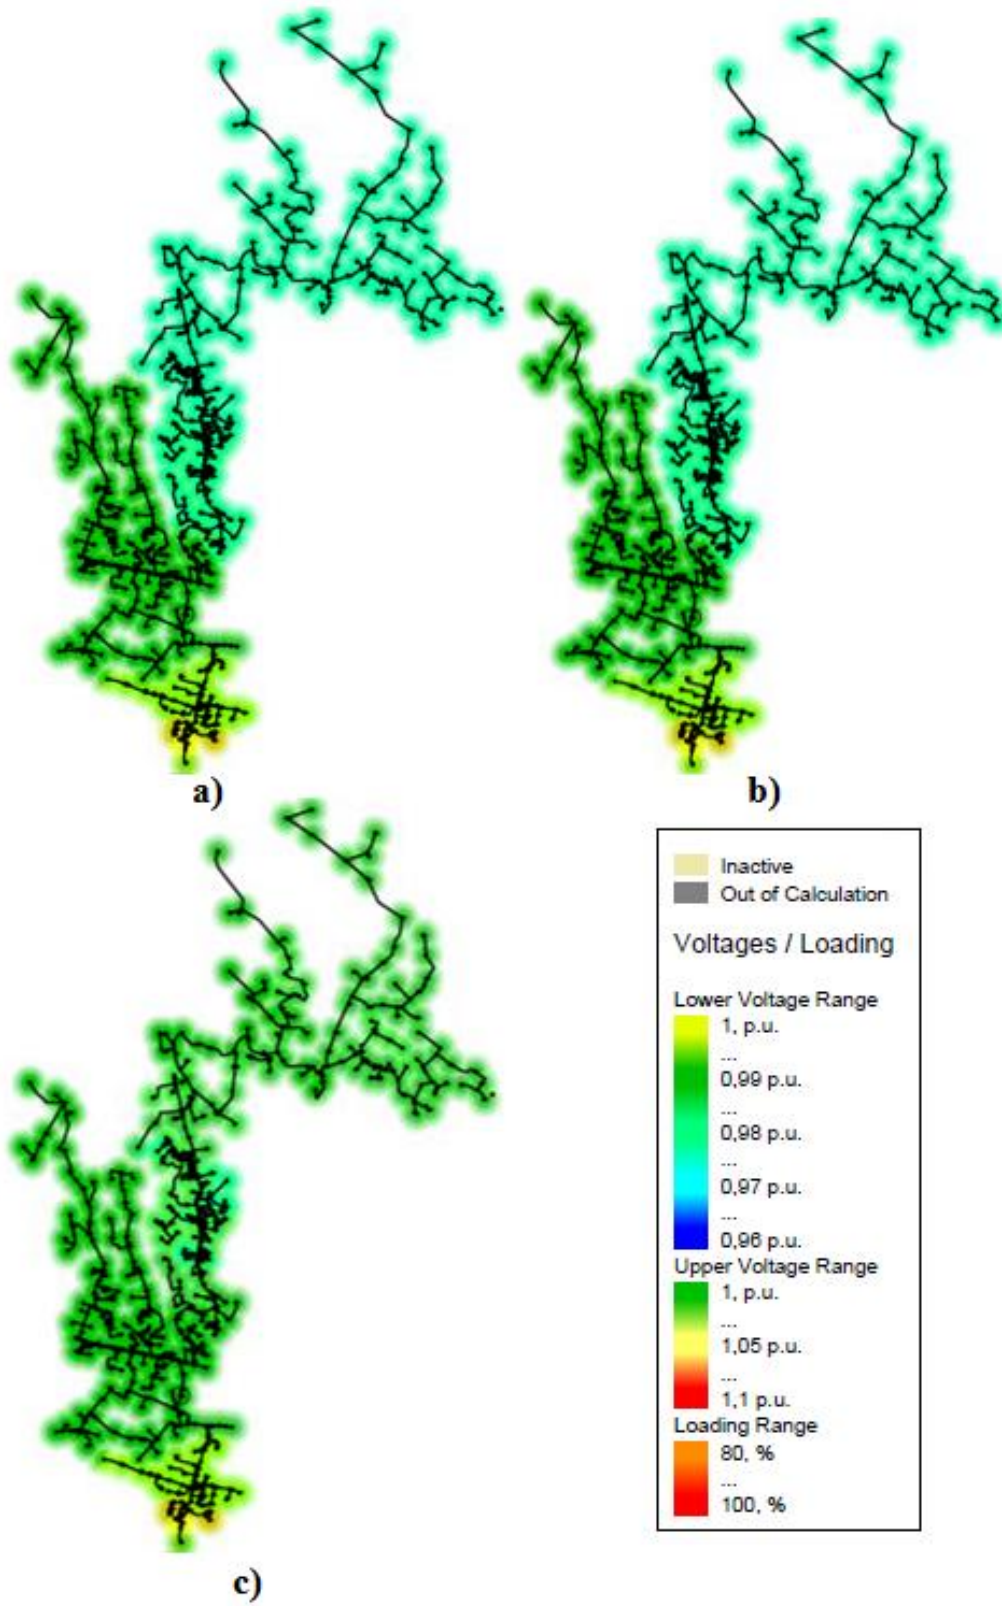 a)
b)
c)
Inactive
Out of Calculation
Voltages / Loading
Lower Voltage Range
1, p.u.
...
0,99 p.u.
...
0,98 p.u.
...
0,97 p.u.
...
0,96 p.u.
Upper Voltage Range
1, p.u.
...
1,05 p.u.
...
1,1 p.u.
Loading Range
80, %
...
100, %